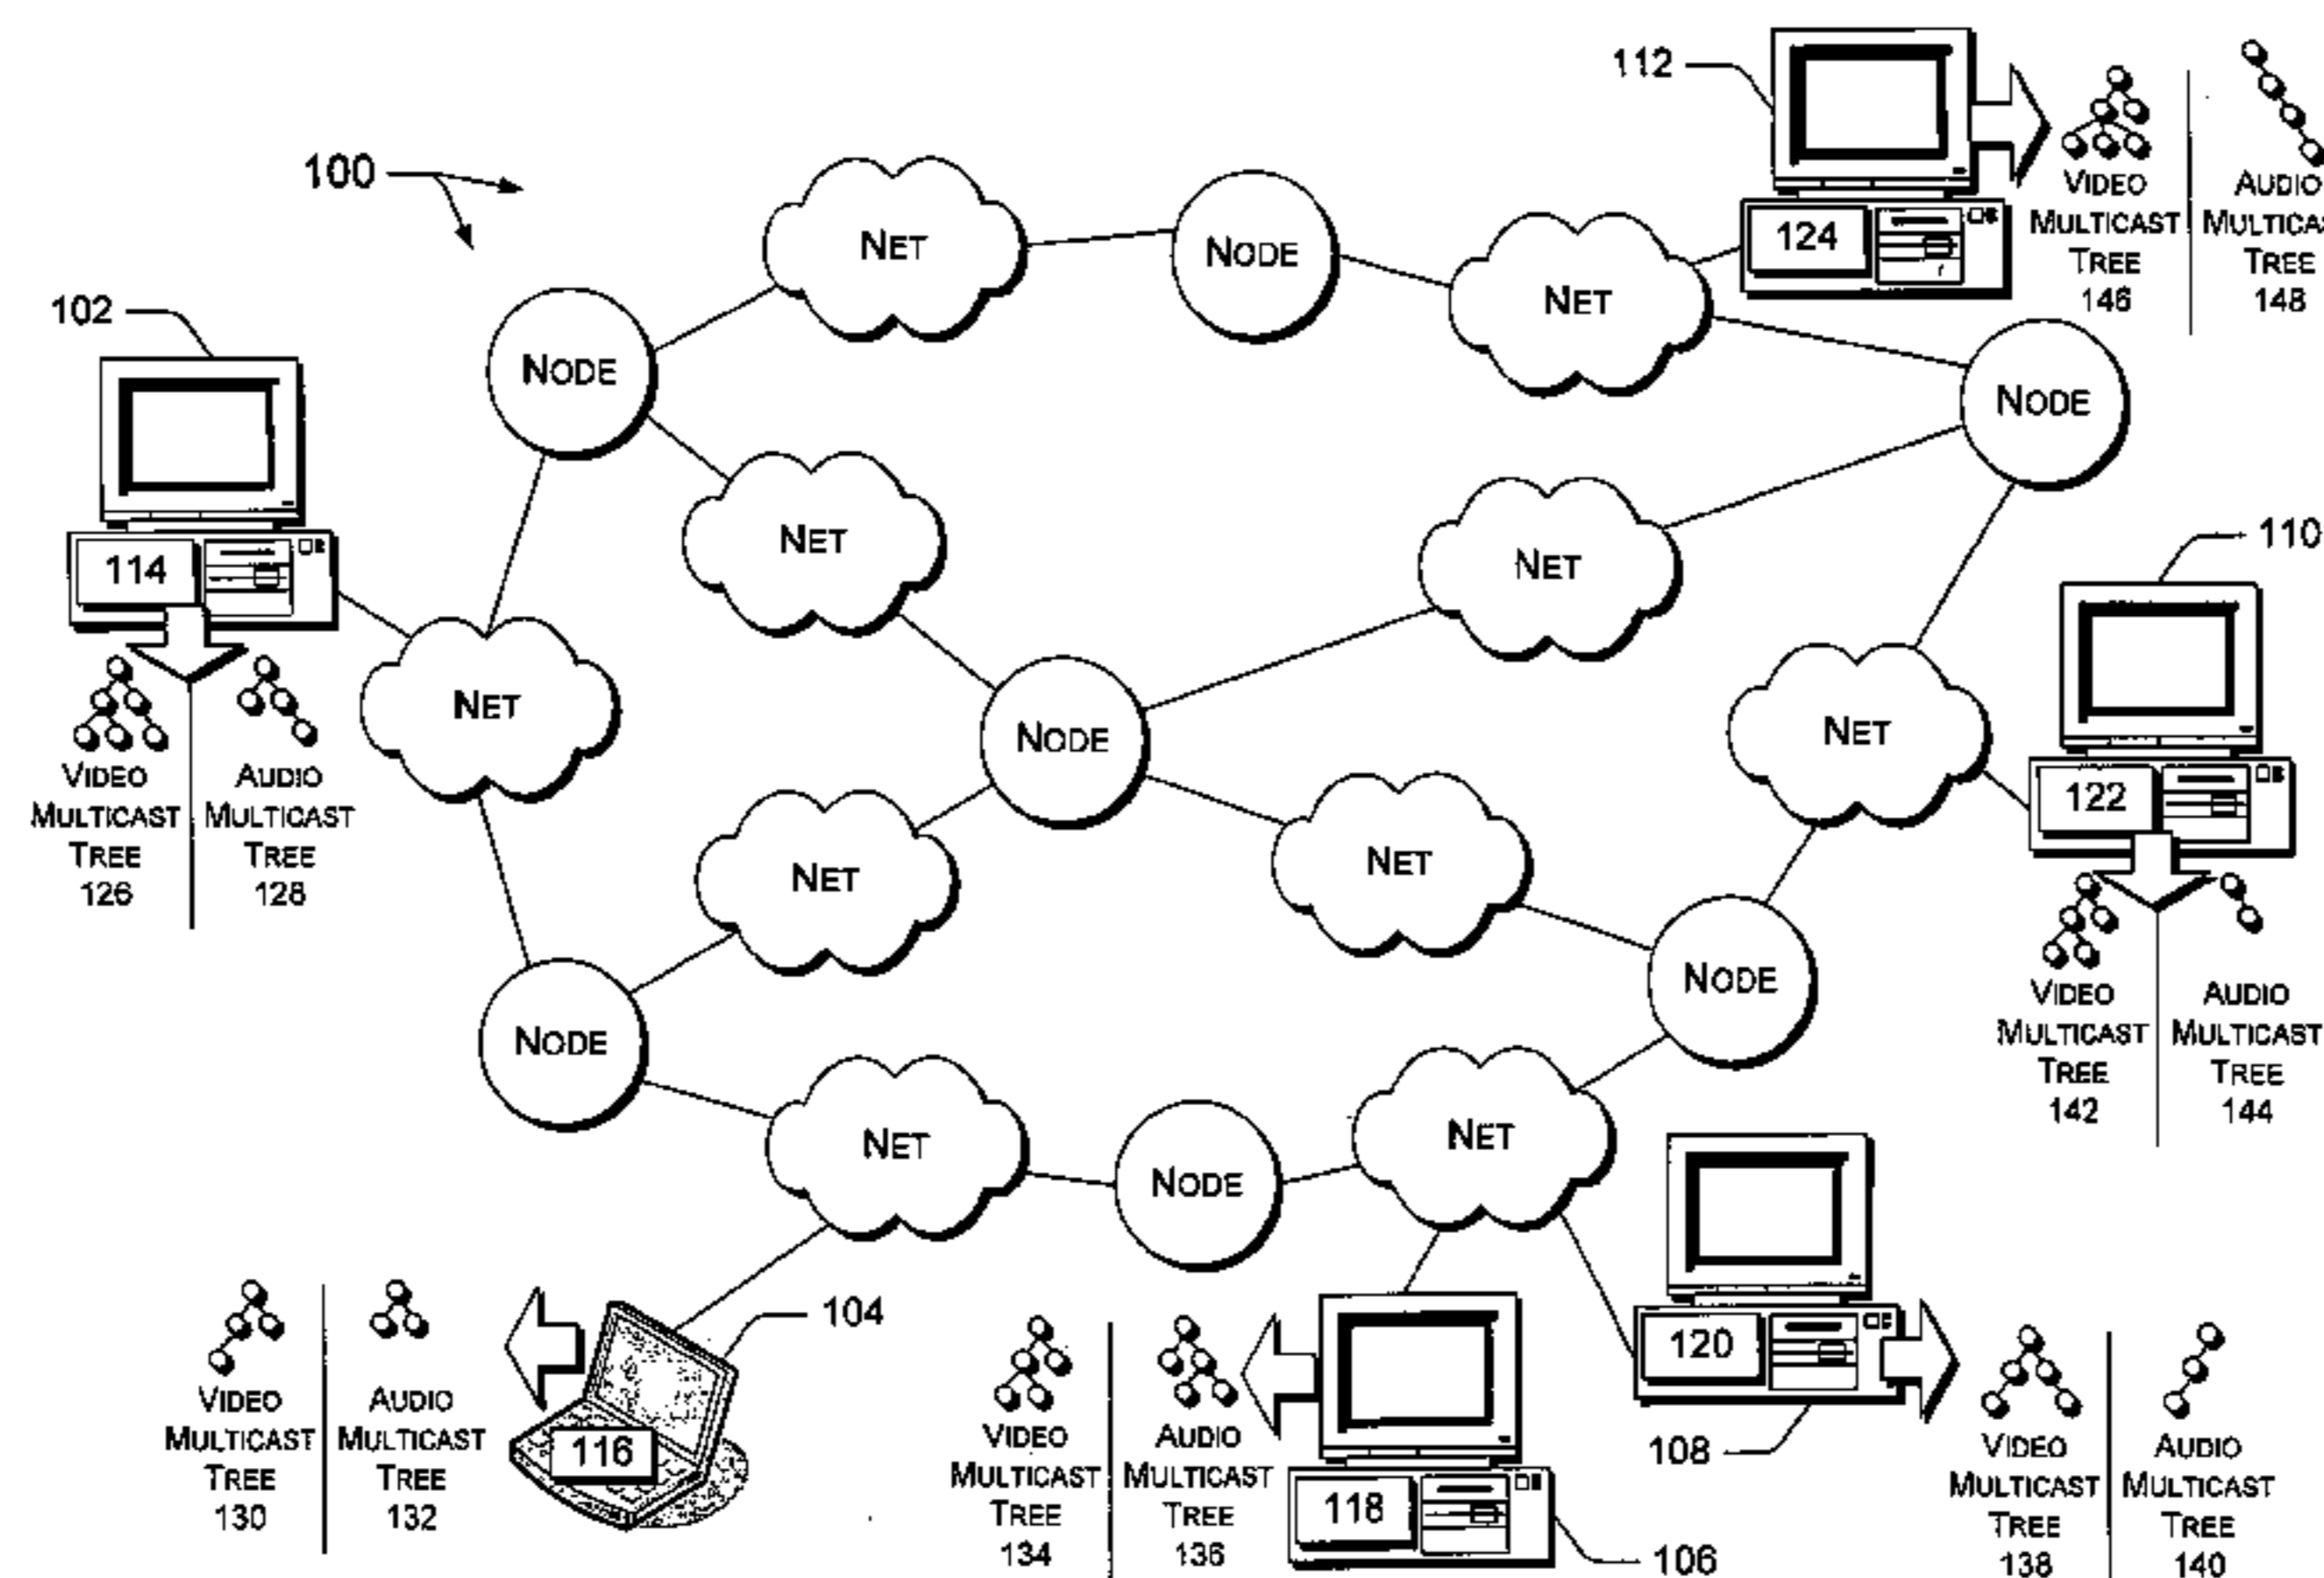 112
100
124
VIDEO
MULTICAST
TREE
146
AUDIO
MULTICAS
TREE
148
NET
NODE
NET
102
NODE
NODE
114
NET
NET
110
NET
NODE
NET
122
VIDEO
MULTICAST
TREE
126
AUDIO
MULTICAST
TREE
128
NET
NET
NODE
NODE
VIDEO
MULTICAST
TREE
142
AUDIO
MULTICAST
TREE
144
NET
NODE
NET
104
116
VIDEO
MULTICAST
TREE
130
AUDIO
MULTICAST
TREE
132
VIDEO
MULTICAST
TREE
134
AUDIO
MULTICAST
TREE
136
118
106
120
108
VIDEO
MULTICAST
TREE
138
AUDIO
MULTICAST
TREE
140